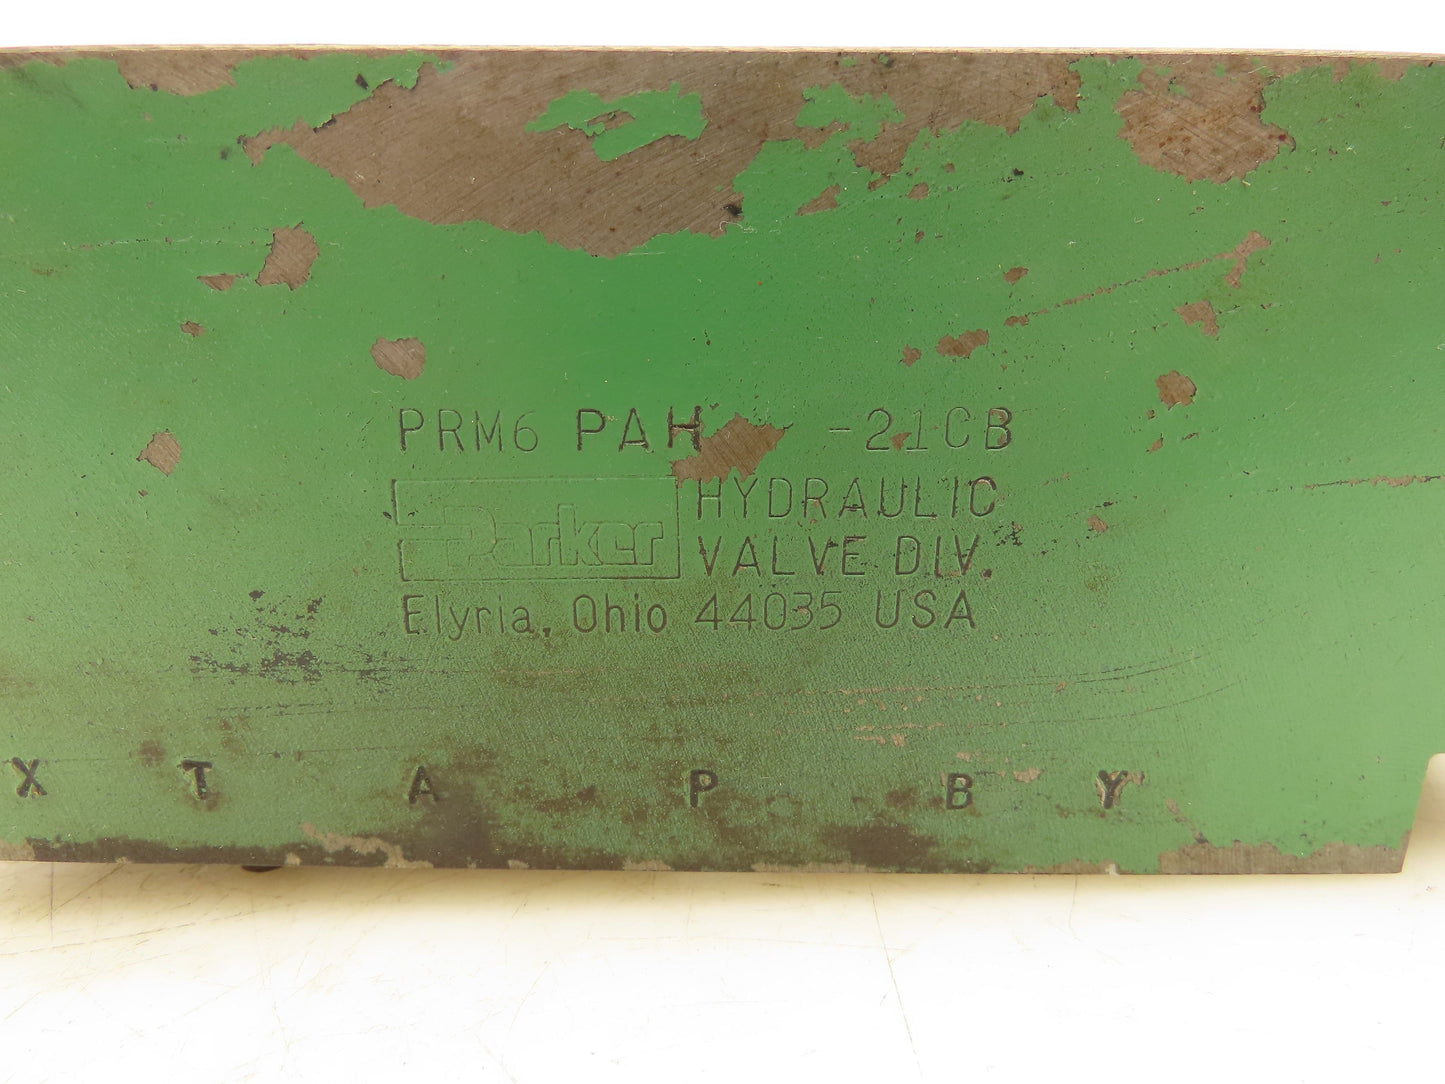 PRM6 PAH -21CB
Parker HYDRAULIC
VALVE DIV.
Elyria, Ohio 44035 USA
X T A P B Y